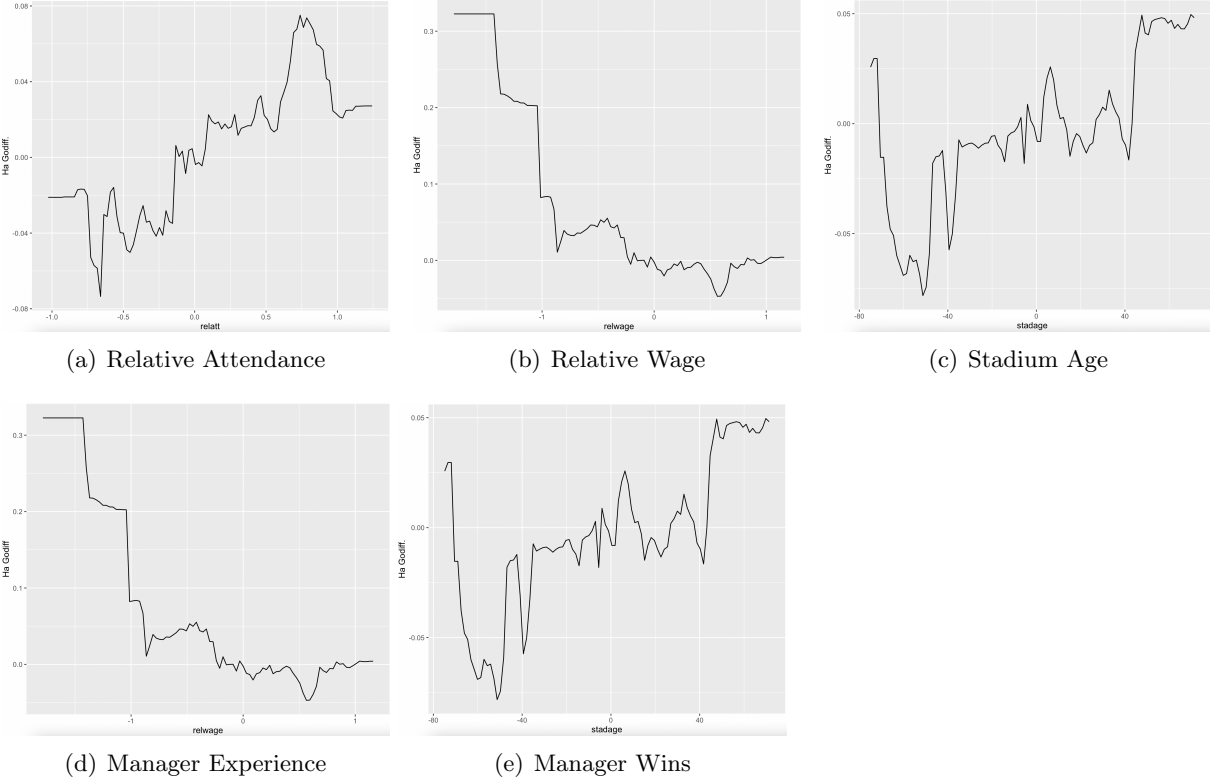 0.08
0.04
0.00
-0.04
-0.08
Ha Godiff.
-1.0 -0.5 0.0 0.5 1.0
relatt
(a) Relative Attendance
0.3
0.2
0.1
0.0
Ha Godiff
-1 0 1
relwage
(b) Relative Wage
0.05
0.00
-0.05
Ha Godiff.
-80 -40 0 40
stadage
(c) Stadium Age
0.3
0.2
0.1
0.0
Ha Godiff
-1 0 1
relwage
(d) Manager Experience
0.05
0.00
-0.05
Ha Godiff.
-80 -40 0 40
stadage
(e) Manager Wins